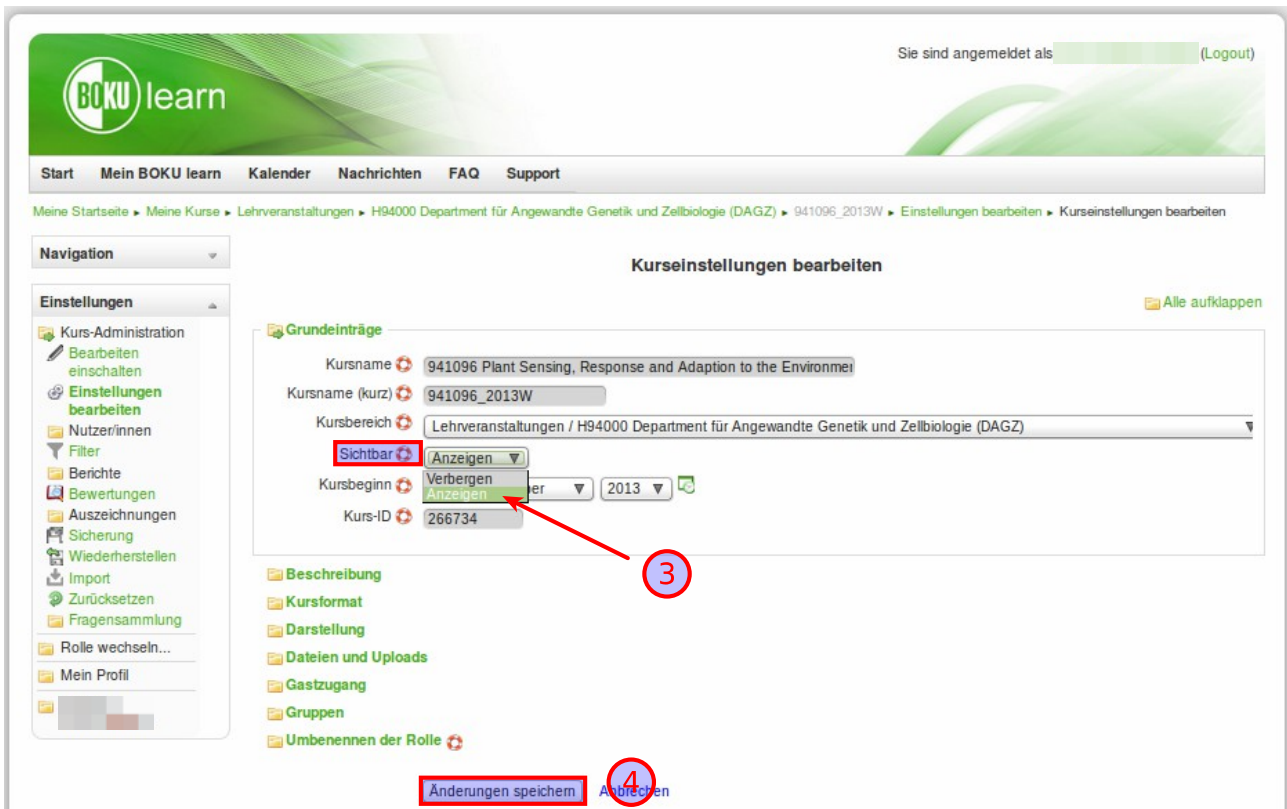 Sie sind angemeldet als (Logout)
BOKU learn
Start Mein BOKU learn Kalender Nachrichten FAQ Support
Meine Startseite ▸ Meine Kurse ▸ Lehrveranstaltungen ▸ H94000 Department für Angewandte Genetik und Zellbiologie (DAGZ) ▸ 941096_2013W ▸ Einstellungen bearbeiten ▸ Kurseinstellungen bearbeiten
Navigation
Einstellungen
Kurs-Administration
Bearbeiten
einschalten
Einstellungen
bearbeiten
Nutzer/innen
Filter
Berichte
Bewertungen
Auszeichnungen
Sicherung
Wiederherstellen
Import
Zurücksetzen
Fragensammlung
Rolle wechseln...
Mein Profil
Kurseinstellungen bearbeiten
Alle aufklappen
Grundeinträge
Kursname 941096 Plant Sensing, Response and Adaption to the Environmer
Kursname (kurz) 941096_2013W
Kursbereich Lehrveranstaltungen / H94000 Department für Angewandte Genetik und Zellbiologie (DAGZ)
Sichtbar Anzeigen
Verbergen
Anzeigen
Kursbeginn er 2013
Kurs-ID 266734
3
Beschreibung
Kursformat
Darstellung
Dateien und Uploads
Gastzugang
Gruppen
Umbenennen der Rolle
Änderungen speichern Abbrechen
4